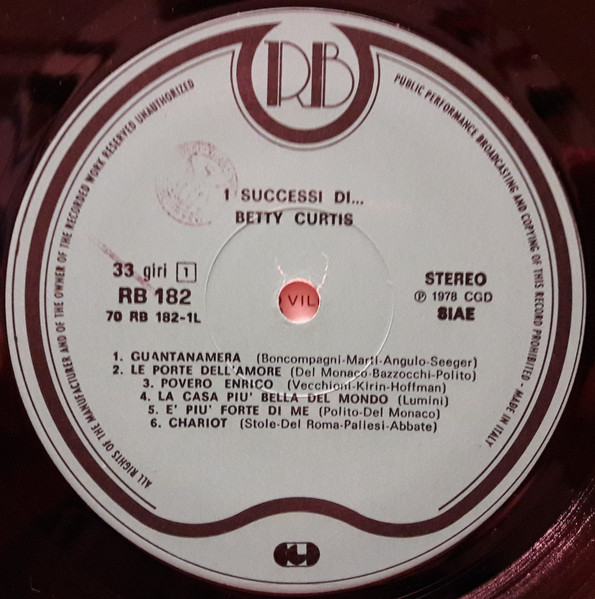 RB
ALL RIGHTS OF THE MANUFACTURER AND OF THE OWNER OF THE RECORDED WORK RESERVED UNAUTHORIZED
PUBLIC PERFORMANCE BROADCASTING AND COPYING OF THIS RECORD PROHIBITED - MADE IN ITALY
I SUCCESSI DI...
BETTY CURTIS
33 giri 1
RB 182
70 RB 182-1L
VIL
STEREO
℗ 1978 CGD
SIAE
1. GUANTANAMERA (Boncompagni-Marti-Angulo-Seeger)
2. LE PORTE DELL'AMORE (Del Monaco-Bazzocchi-Polito)
3. POVERO ENRICO (Vecchioni-Kirin-Hoffman)
4. LA CASA PIU' BELLA DEL MONDO (Lumini)
5. E' PIU' FORTE DI ME (Polito-Del Monaco)
6. CHARIOT (Stole-Del Roma-Pallesi-Abbate)